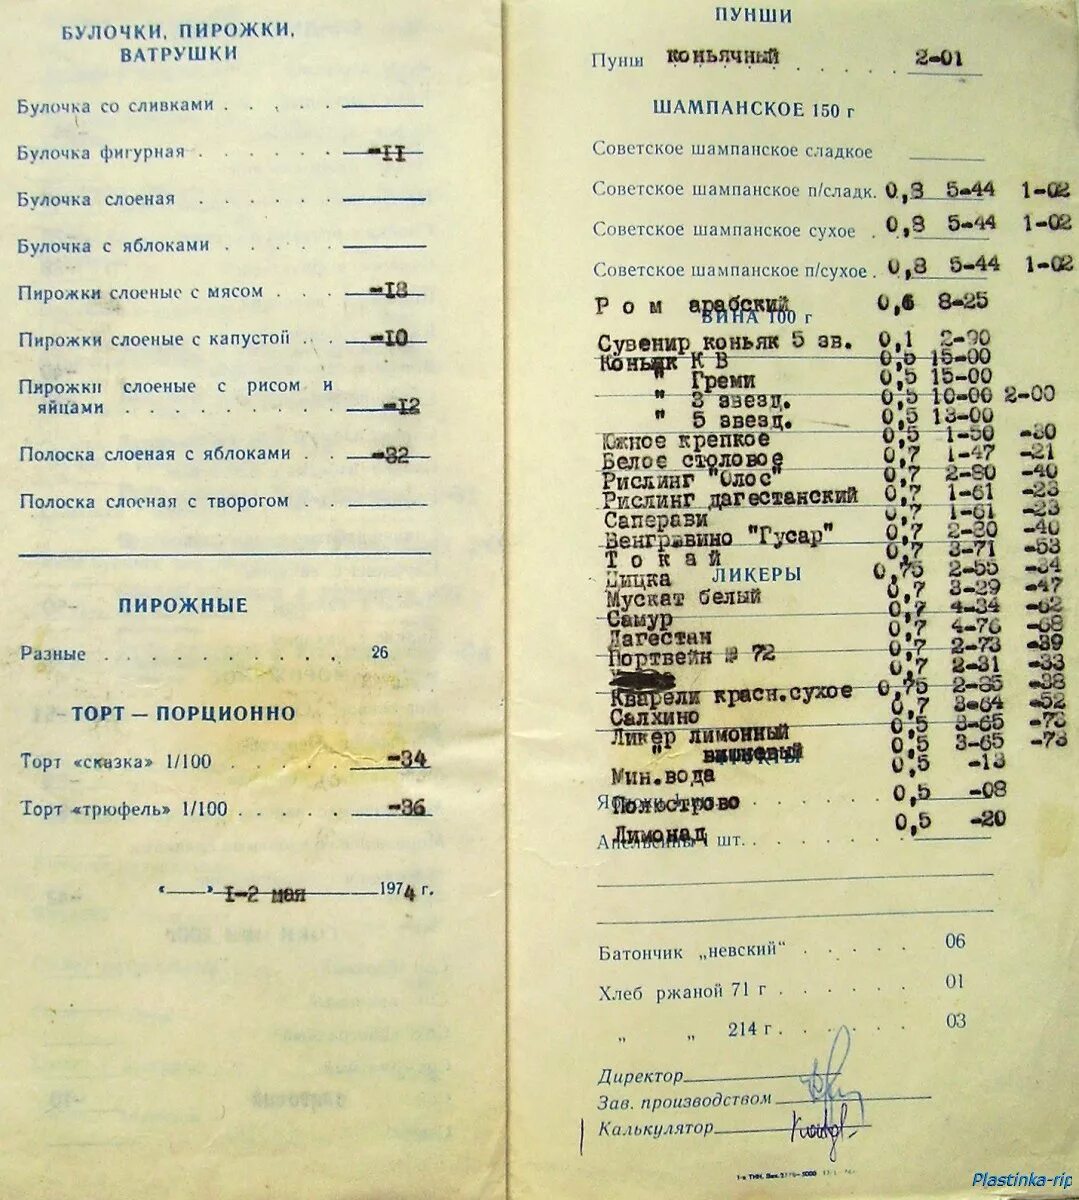 БУЛОЧКИ, ПИРОЖКИ,
ВАТРУШКИ
Булочка со сливками . . . . .
Булочка фигурная . . . . . . -11
Булочка слоеная . . . . . .
Булочка с яблоками . . . . .
Пирожки слоеные с мясом . . . -18
Пирожки слоеные с капустой . . -10
Пирожки слоеные с рисом и
яйцами . . . . . . . . . . -12
Полоска слоеная с яблоками . . . -32
Полоска слоеная с творогом . .
ПИРОЖНЫЕ
Разные . . . . . . . . . . 26
ТОРТ — ПОРЦИОННО
Торт «сказка» 1/100 . . . . . -34
Торт «трюфель» 1/100 . . . . . -36
« » 1-2 мая 1974 г.
ПУНШИ
Пунш коньячный . . . . 2-01
ШАМПАНСКОЕ 150 г
Советское шампанское сладкое
Советское шампанское п/сладк. 0,8 5-44 1-02
Советское шампанское сухое . 0,8 5-44 1-02
Советское шампанское п/сухое . 0,8 5-44 1-02
Ром арабский 0,6 8-25
ВИНА 100 г
Сувенир коньяк 5 зв. 0,1 2-90
Коньяк К В 0,5 15-00
" Греми 0,5 15-00
" 3 звезд. 0,5 10-00 2-00
" 5 звезд. 0,5 13-00
Южное крепкое 0,5 1-50 -30
Белое столовое 0,7 1-47 -21
Рислинг "Олос" 0,7 2-80 -40
Рислинг дагестанский 0,7 1-61 -23
Саперави 0,7 1-61 -23
Венгр.вино "Гусар" 0,7 2-80 -40
Токай 0,7 3-71 -53
Цицка 0,75 2-55 -34
ЛИКЕРЫ
Мускат белый 0,7 3-29 -47
Самур 0,7 4-34 -62
Дагестан 0,7 4-76 -68
Портвейн № 72 0,7 2-73 -39
0,7 2-31 -33
Кварели красн.сухое 0,75 2-85 -38
Салхино 0,7 3-64 -52
Ликер лимонный 0,5 3-65 -73
" вишневый 0,5 3-65 -73
Мин.вода 0,5 -13
Полюстрово 0,5 -08
Лимонад 0,5 -20
Апельсины 1 шт. . . . . . .
Батончик „невский“ . . . . . 06
Хлеб ржаной 71 г . . . . . . 01
„ „ 214 г . . . . . 03
Директор
Зав. производством
Калькулятор
Plastinka-rip